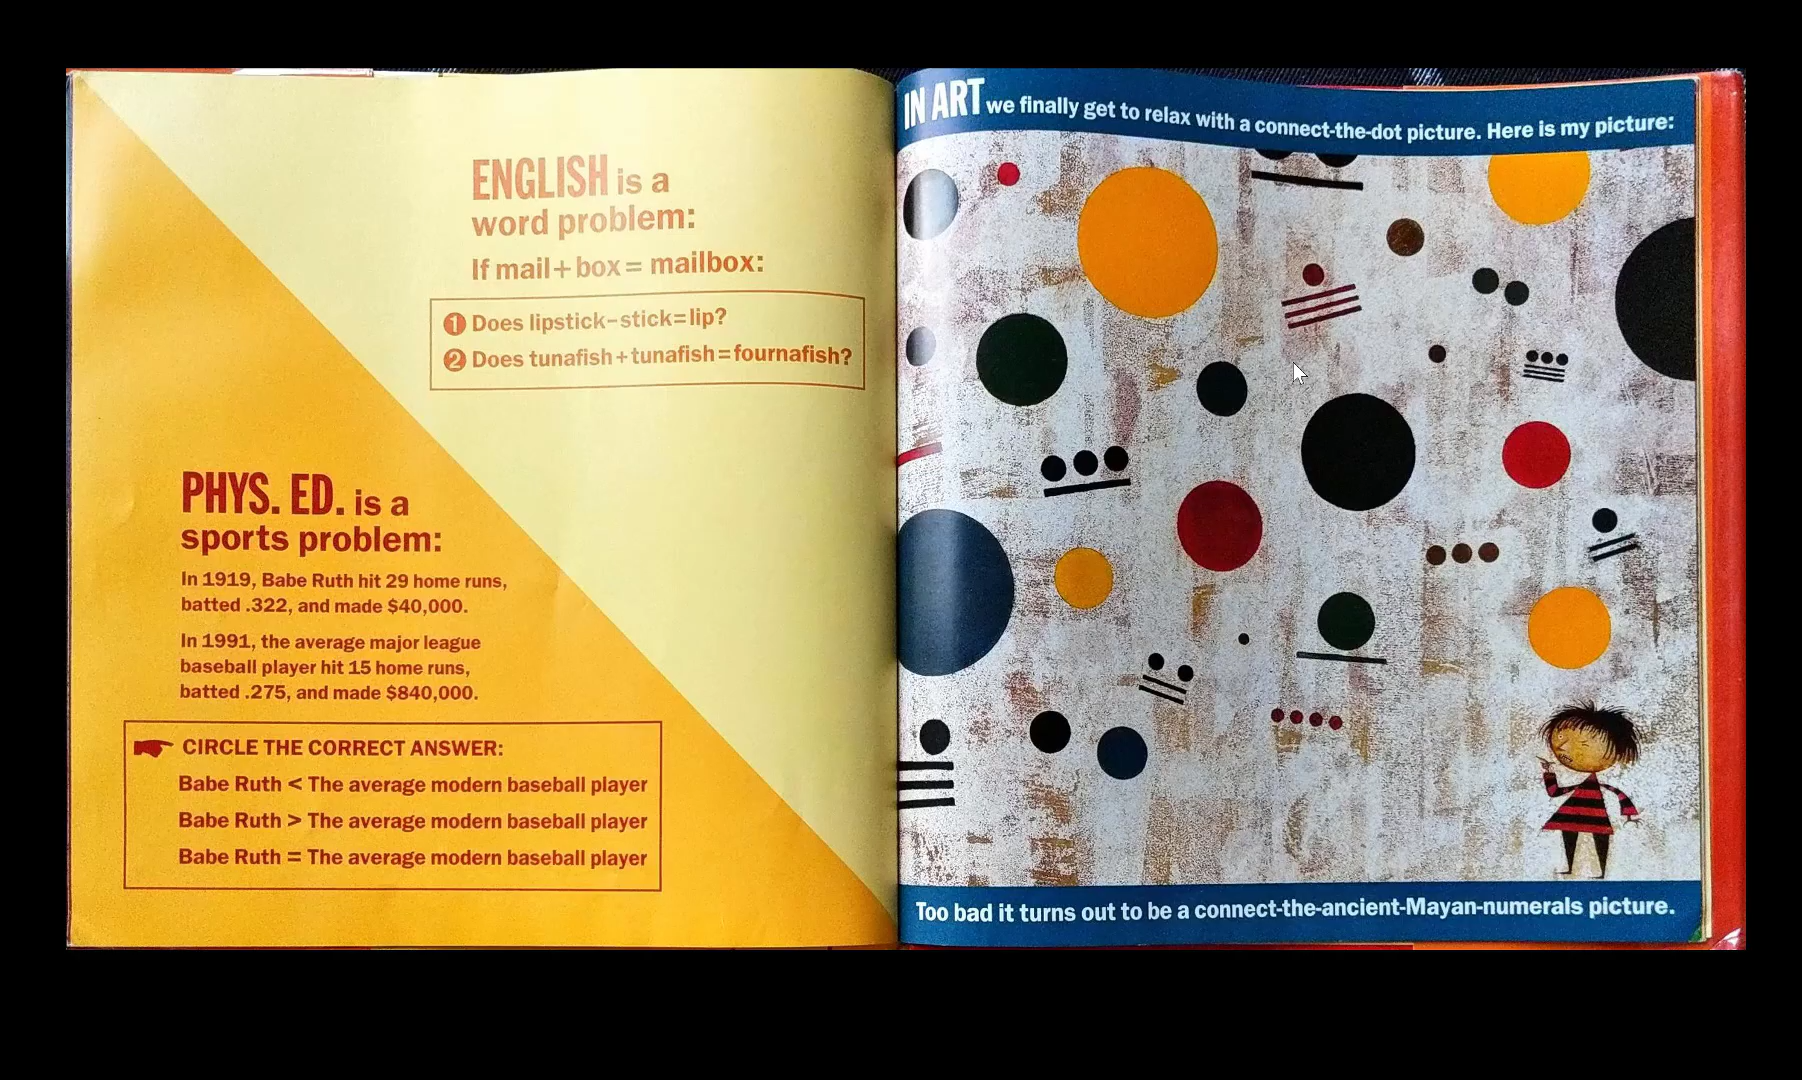 ENGLISH is a
word problem:
If mail + box = mailbox:
1 Does lipstick – stick = lip?
2 Does tunafish + tunafish = fournafish?
PHYS. ED. is a
sports problem:
In 1919, Babe Ruth hit 29 home runs,
batted .322, and made $40,000.
In 1991, the average major league
baseball player hit 15 home runs,
batted .275, and made $840,000.
CIRCLE THE CORRECT ANSWER:
Babe Ruth < The average modern baseball player
Babe Ruth > The average modern baseball player
Babe Ruth = The average modern baseball player
IN ART we finally get to relax with a connect-the-dot picture. Here is my picture:
Too bad it turns out to be a connect-the-ancient-Mayan-numerals picture.